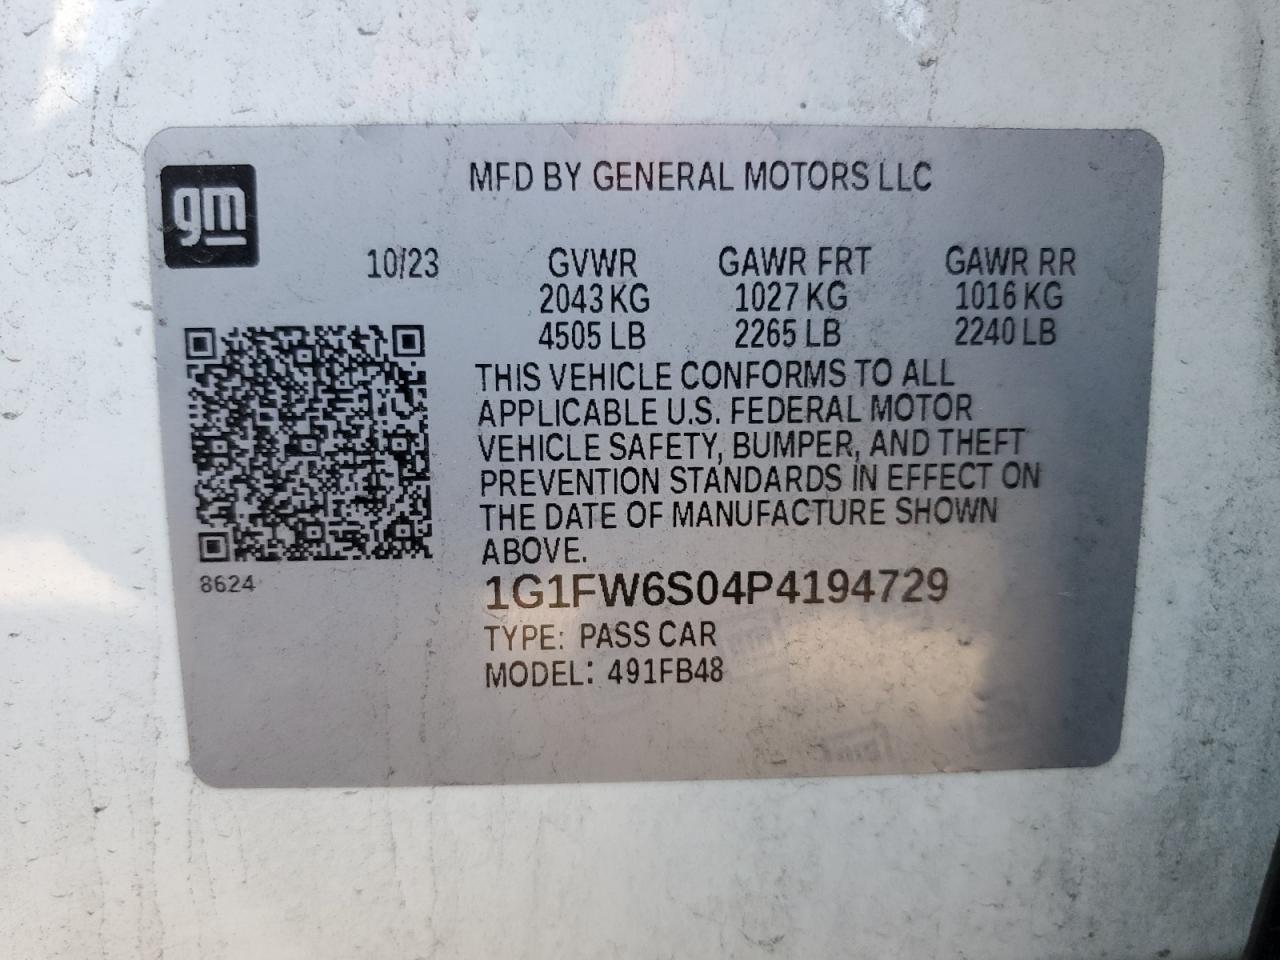 MFD BY GENERAL MOTORS LLC
gm
10/23 GVWR GAWR FRT GAWR RR
2043 KG 1027 KG 1016 KG
4505 LB 2265 LB 2240 LB
THIS VEHICLE CONFORMS TO ALL
APPLICABLE U.S. FEDERAL MOTOR
VEHICLE SAFETY, BUMPER, AND THEFT
PREVENTION STANDARDS IN EFFECT ON
THE DATE OF MANUFACTURE SHOWN
ABOVE.
8624
1G1FW6S04P4194729
TYPE: PASS CAR
MODEL: 491FB48